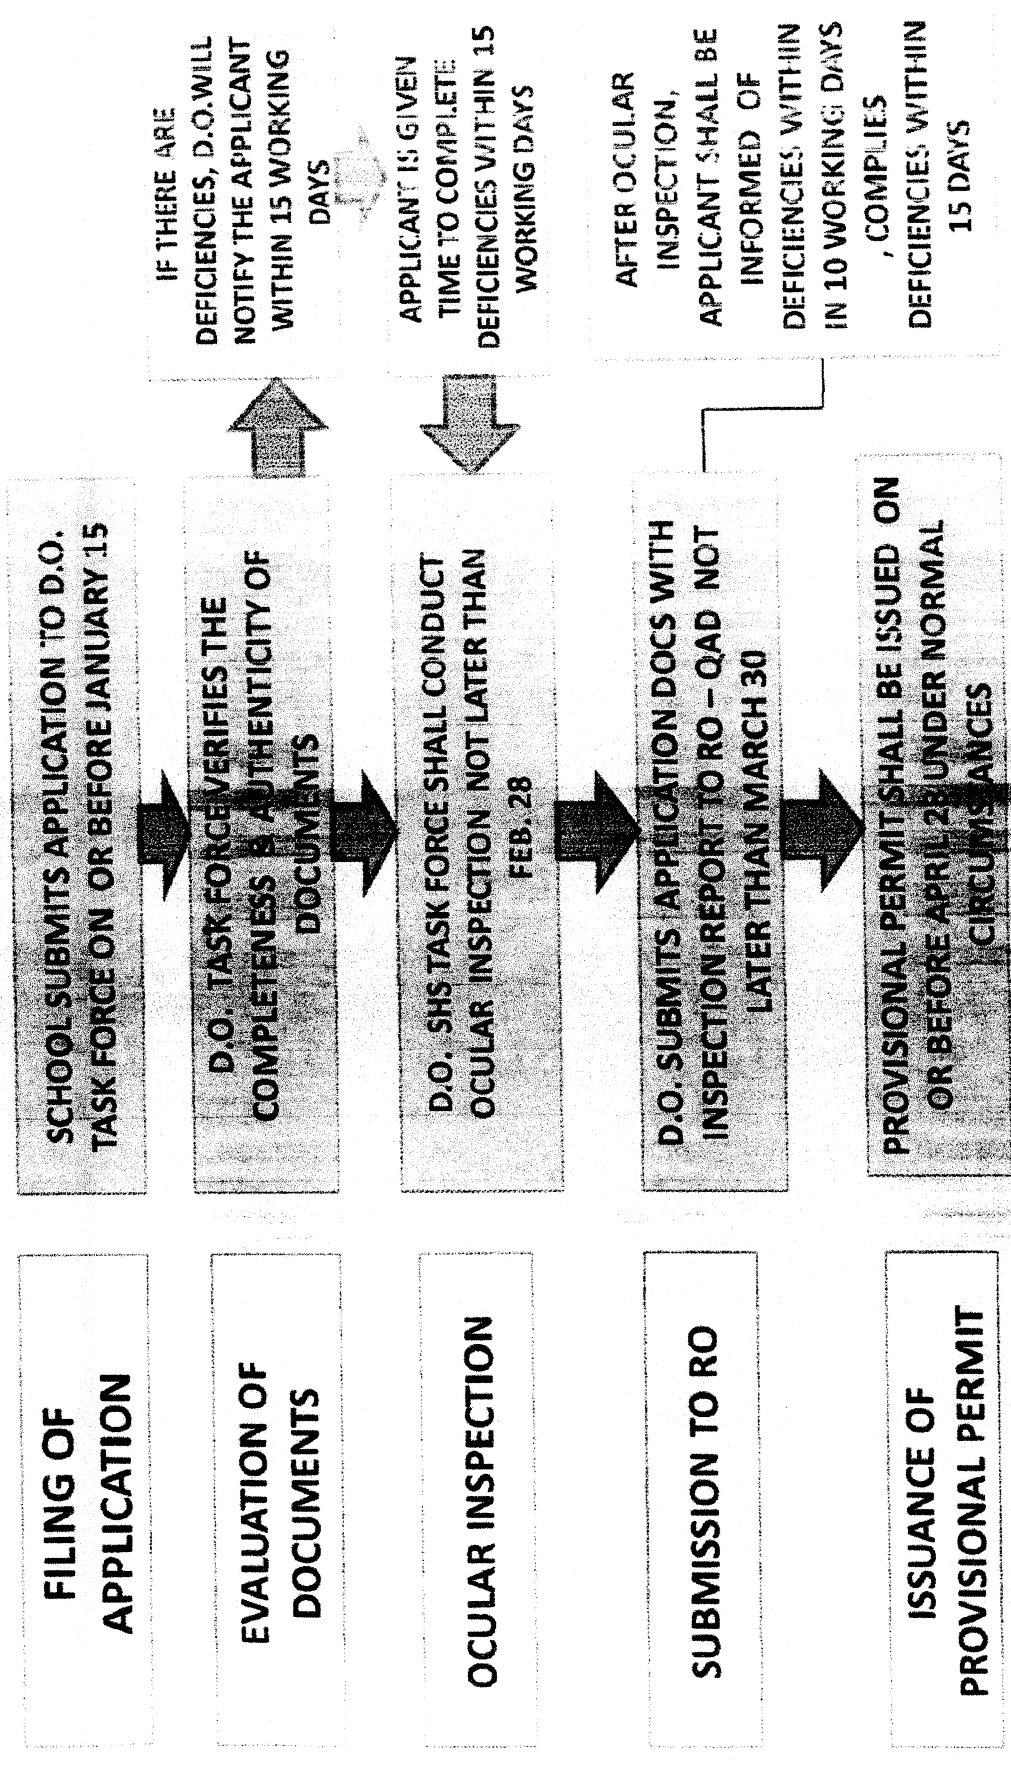 FILING OF
APPLICATION
SCHOOL SUBMITS APPLICATION TO D.O.
TASK FORCE ON OR BEFORE JANUARY 15
EVALUATION OF
DOCUMENTS
D.O. TASK FORCE VERIFIES THE
COMPLETENESS & AUTHENTICITY OF
DOCUMENTS
IF THERE ARE
DEFICIENCIES, D.O.WILL
NOTIFY THE APPLICANT
WITHIN 15 WORKING
DAYS
OCULAR INSPECTION
D.O. SHS TASK FORCE SHALL CONDUCT
OCULAR INSPECTION NOT LATER THAN
FEB. 28
APPLICANT IS GIVEN
TIME TO COMPLETE
DEFICIENCIES WITHIN 15
WORKING DAYS
SUBMISSION TO RO
D.O. SUBMITS APPLICATION DOCS WITH
INSPECTION REPORT TO RO – QAD NOT
LATER THAN MARCH 30
AFTER OCULAR
INSPECTION,
APPLICANT SHALL BE
INFORMED OF
DEFICIENCIES WITHIN
IN 10 WORKING DAYS
, COMPLIES
DEFICIENCIES WITHIN
15 DAYS
ISSUANCE OF
PROVISIONAL PERMIT
PROVISIONAL PERMIT SHALL BE ISSUED ON
OR BEFORE APRIL 28 UNDER NORMAL
CIRCUMSTANCES